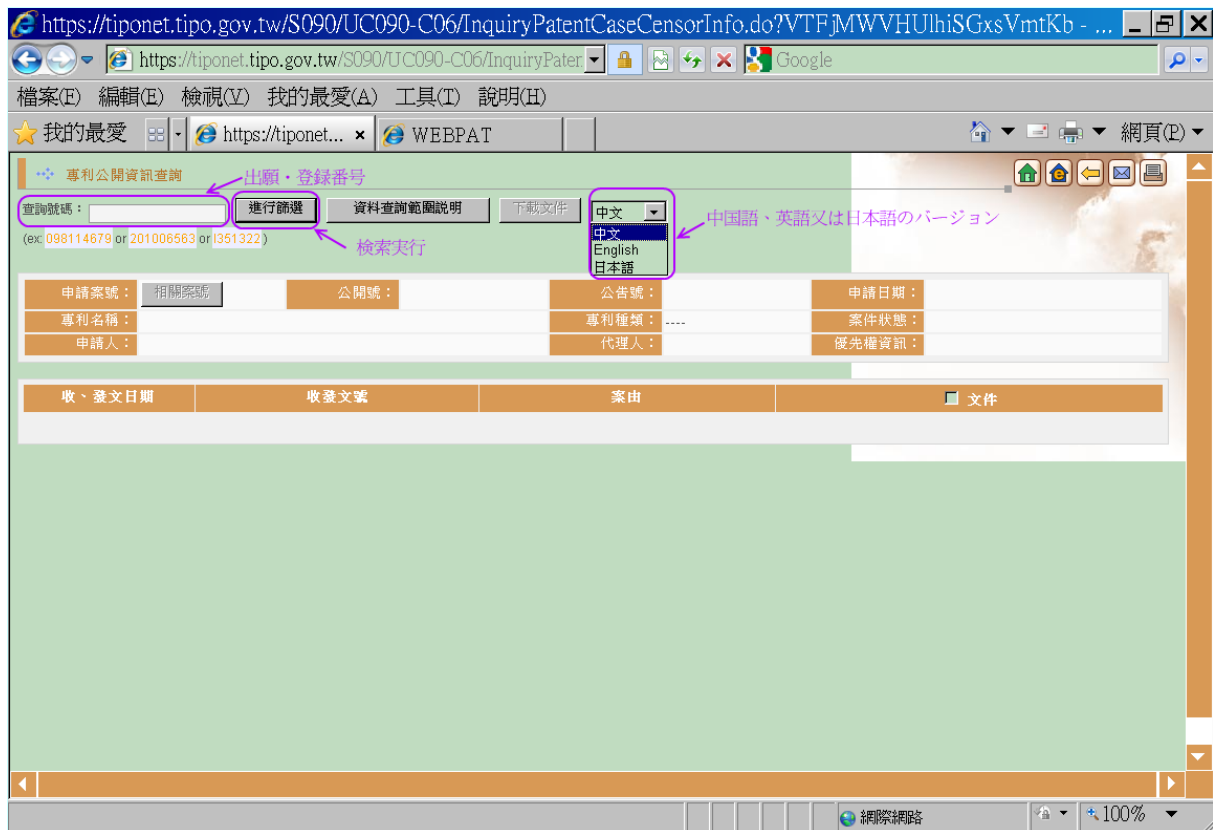 https://tiponet.tipo.gov.tw/S090/UC090-C06/InquiryPatentCaseCensorInfo.do?VTFjMWVHUlhiSGxsVmtKb - ...
https://tiponet.tipo.gov.tw/S090/UC090-C06/InquiryPater Google
檔案(F) 編輯(E) 檢視(V) 我的最愛(A) 工具(T) 說明(H)
我的最愛 https://tiponet... WEBPAT 網頁(P)
專利公開資訊查詢 出願・登録番号
查詢號碼： 進行篩選 資料查詢範圍說明 下載文件 中文 中国語、英語又は日本語のバージョン
中文
(ex: 098114679 or 201006563 or I351322 ) 検索実行 English
日本語
申請案號： 相關案號 公開號： 公告號： 申請日期：
專利名稱： 專利種類： ---- 案件狀態：
申請人： 代理人： 優先權資訊：
收、發文日期 收發文號 案由 文件
網際網路 100%